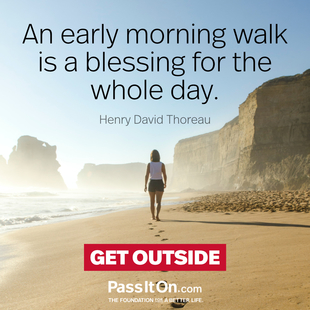 An early morning walk
is a blessing for the
whole day.
Henry David Thoreau
GET OUTSIDE
PassItOn.com
THE FOUNDATION FOR A BETTER LIFE.